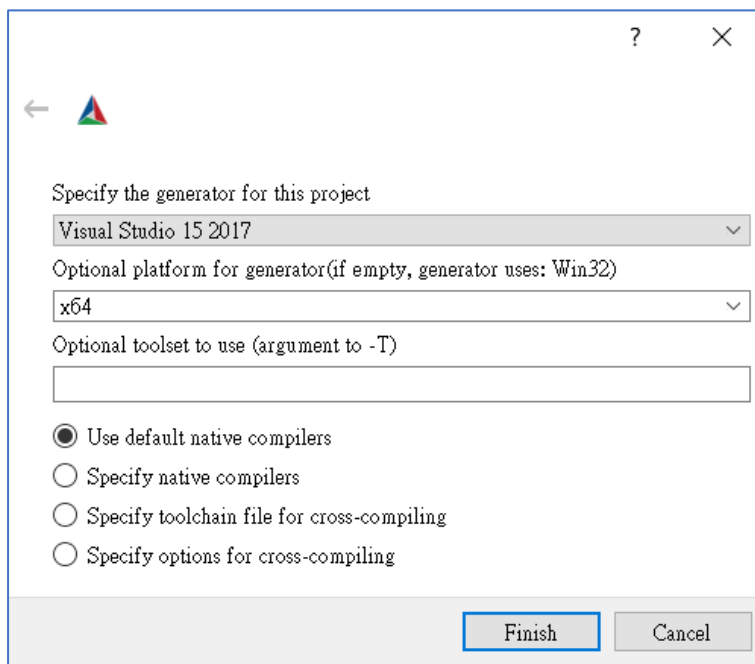 ?
Specify the generator for this project
Visual Studio 15 2017
Optional platform for generator(if empty, generator uses: Win32)
x64
Optional toolset to use (argument to -T)
Use default native compilers
Specify native compilers
Specify toolchain file for cross-compiling
Specify options for cross-compiling
Finish Cancel